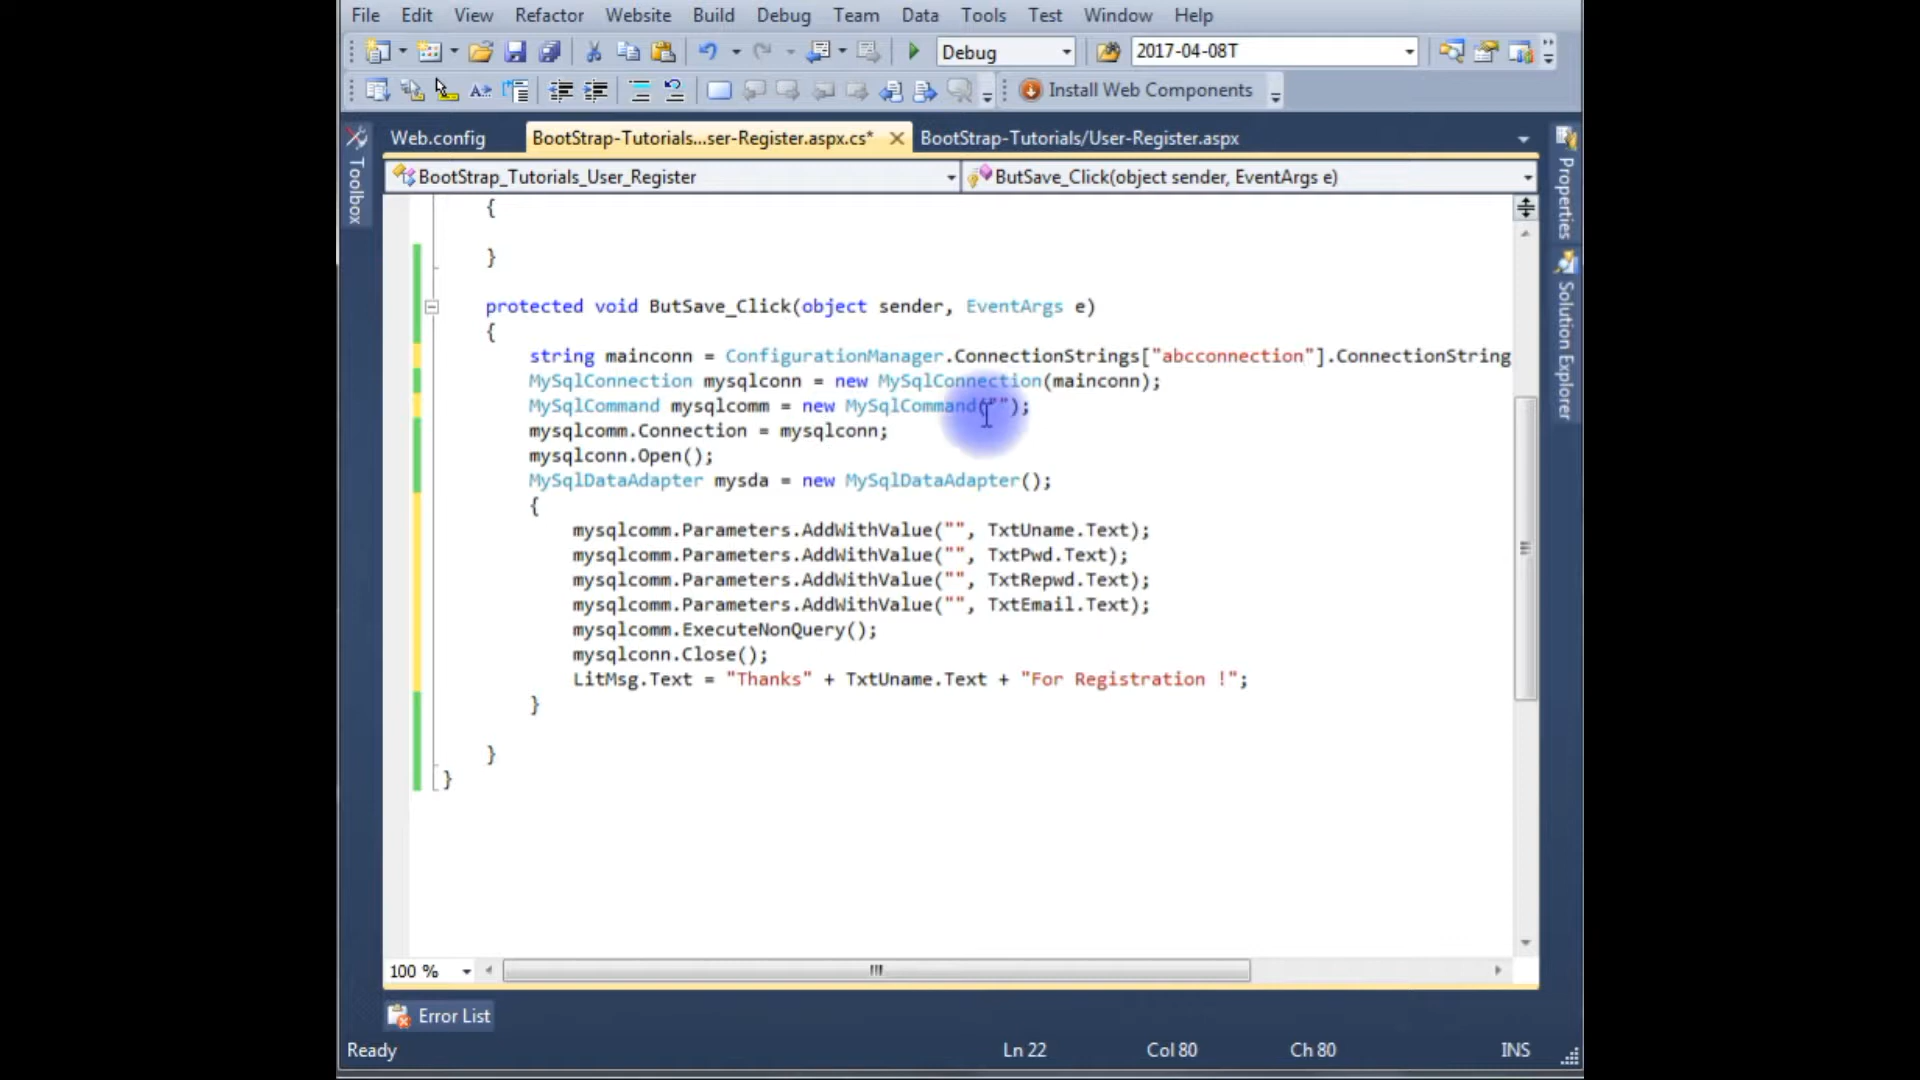 File Edit View Refactor Website Build Debug Team Data Tools Test Window Help
Debug 2017-04-08T
Install Web Components
Web.config BootStrap-Tutorials...ser-Register.aspx.cs* BootStrap-Tutorials/User-Register.aspx
BootStrap_Tutorials_User_Register ButSave_Click(object sender, EventArgs e)
Toolbox
Properties
Solution Explorer
{
}
protected void ButSave_Click(object sender, EventArgs e)
{
string mainconn = ConfigurationManager.ConnectionStrings["abcconnection"].ConnectionString
MySqlConnection mysqlconn = new MySqlConnection(mainconn);
MySqlCommand mysqlcomm = new MySqlCommand("");
mysqlcomm.Connection = mysqlconn;
mysqlconn.Open();
MySqlDataAdapter mysda = new MySqlDataAdapter();
{
mysqlcomm.Parameters.AddWithValue("", TxtUname.Text);
mysqlcomm.Parameters.AddWithValue("", TxtPwd.Text);
mysqlcomm.Parameters.AddWithValue("", TxtRepwd.Text);
mysqlcomm.Parameters.AddWithValue("", TxtEmail.Text);
mysqlcomm.ExecuteNonQuery();
mysqlconn.Close();
LitMsg.Text = "Thanks" + TxtUname.Text + "For Registration !";
}
}
}
100 %
Error List
Ready Ln 22 Col 80 Ch 80 INS